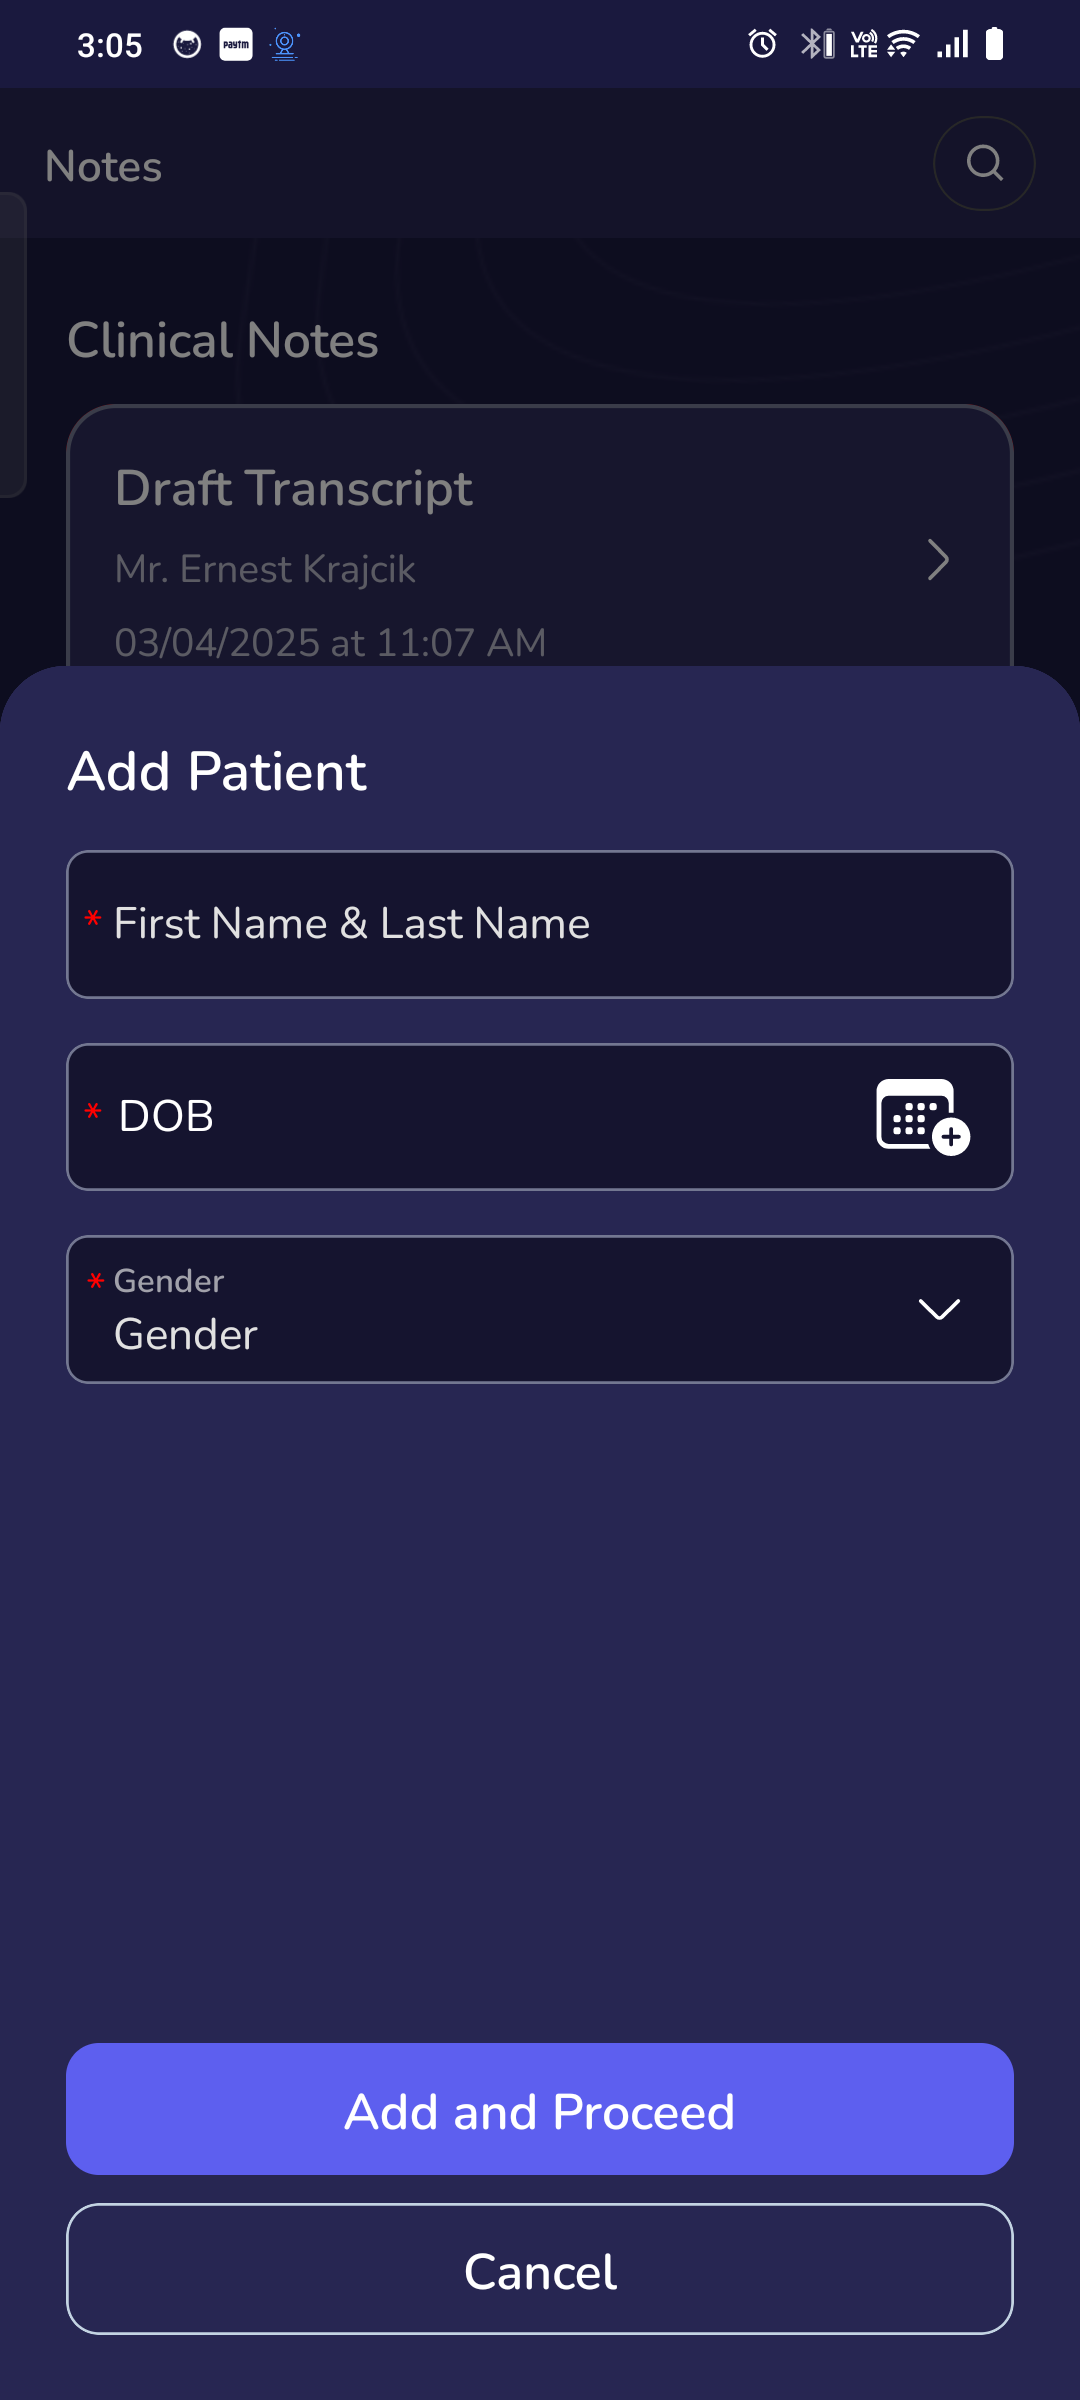 3:05
paytm
Vo) LTE
Notes
Clinical Notes
Draft Transcript
Mr. Ernest Krajcik
03/04/2025 at 11:07 AM
Add Patient
* First Name & Last Name
* DOB
* Gender
Gender
Add and Proceed
Cancel